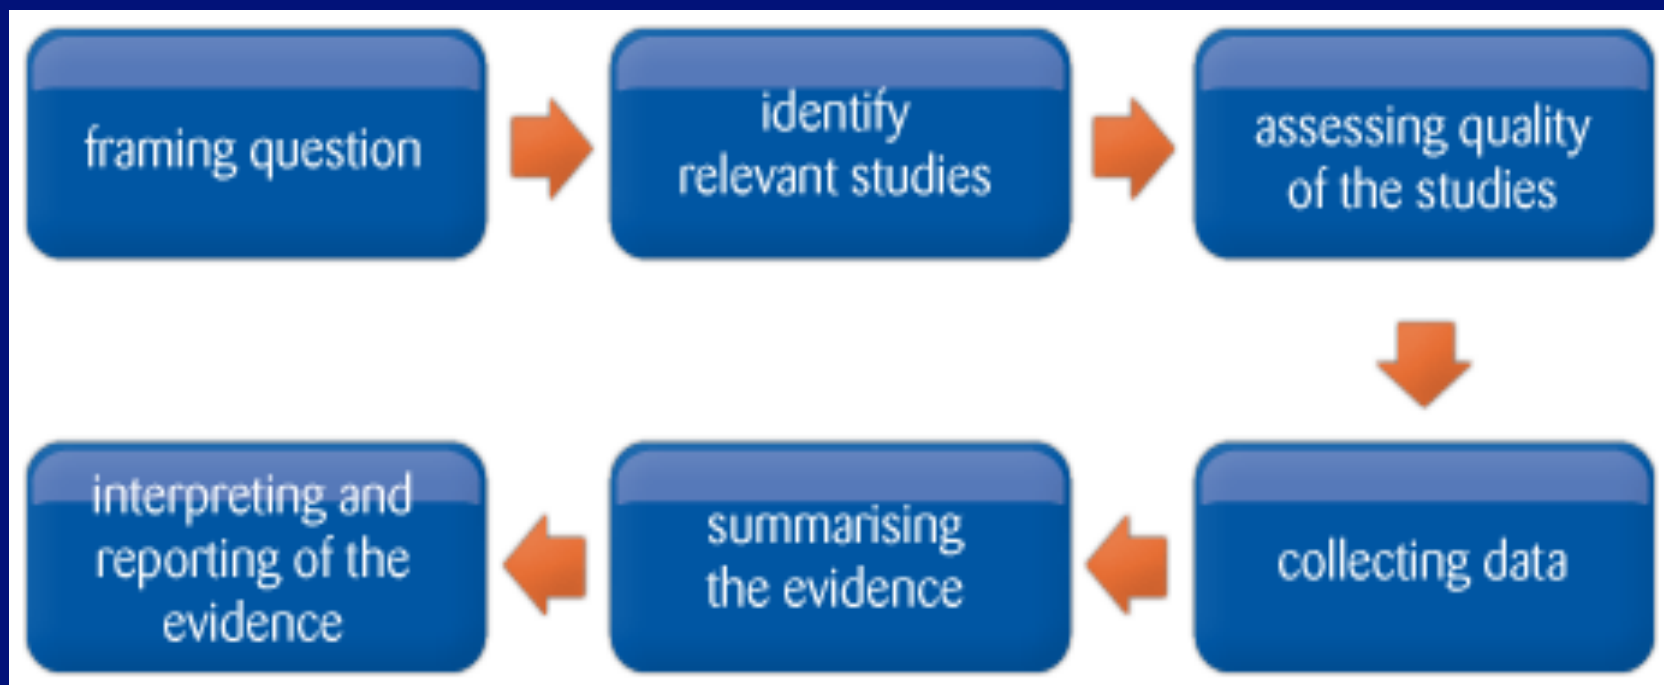 framing question
identify
relevant studies
assessing quality
of the studies
collecting data
summarising
the evidence
interpreting and
reporting of the
evidence